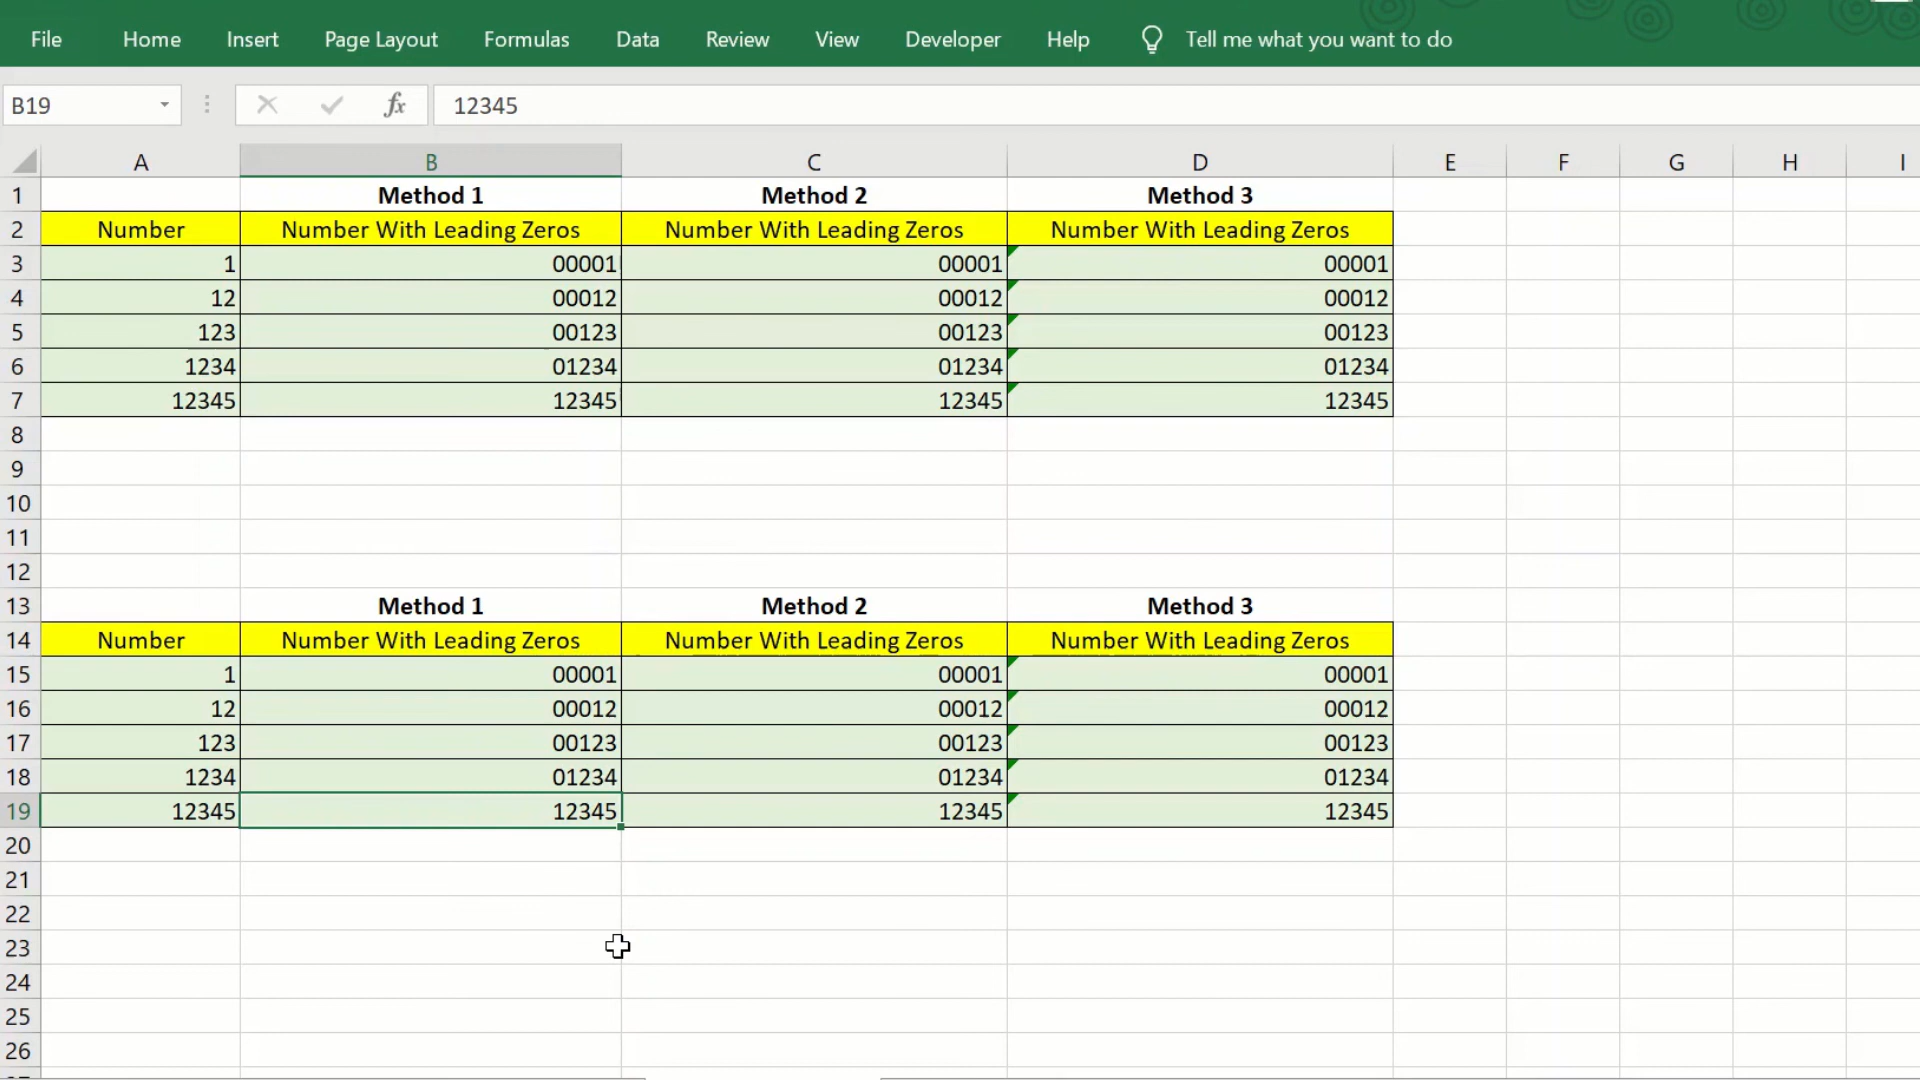 File Home Insert Page Layout Formulas Data Review View Developer Help Tell me what you want to do
B19 fx 12345
A B C D E F G H I
1 Method 1 Method 2 Method 3
2 Number Number With Leading Zeros Number With Leading Zeros Number With Leading Zeros
3 1 00001 00001 00001
4 12 00012 00012 00012
5 123 00123 00123 00123
6 1234 01234 01234 01234
7 12345 12345 12345 12345
8
9
10
11
12
13 Method 1 Method 2 Method 3
14 Number Number With Leading Zeros Number With Leading Zeros Number With Leading Zeros
15 1 00001 00001 00001
16 12 00012 00012 00012
17 123 00123 00123 00123
18 1234 01234 01234 01234
19 12345 12345 12345 12345
20
21
22
23
24
25
26